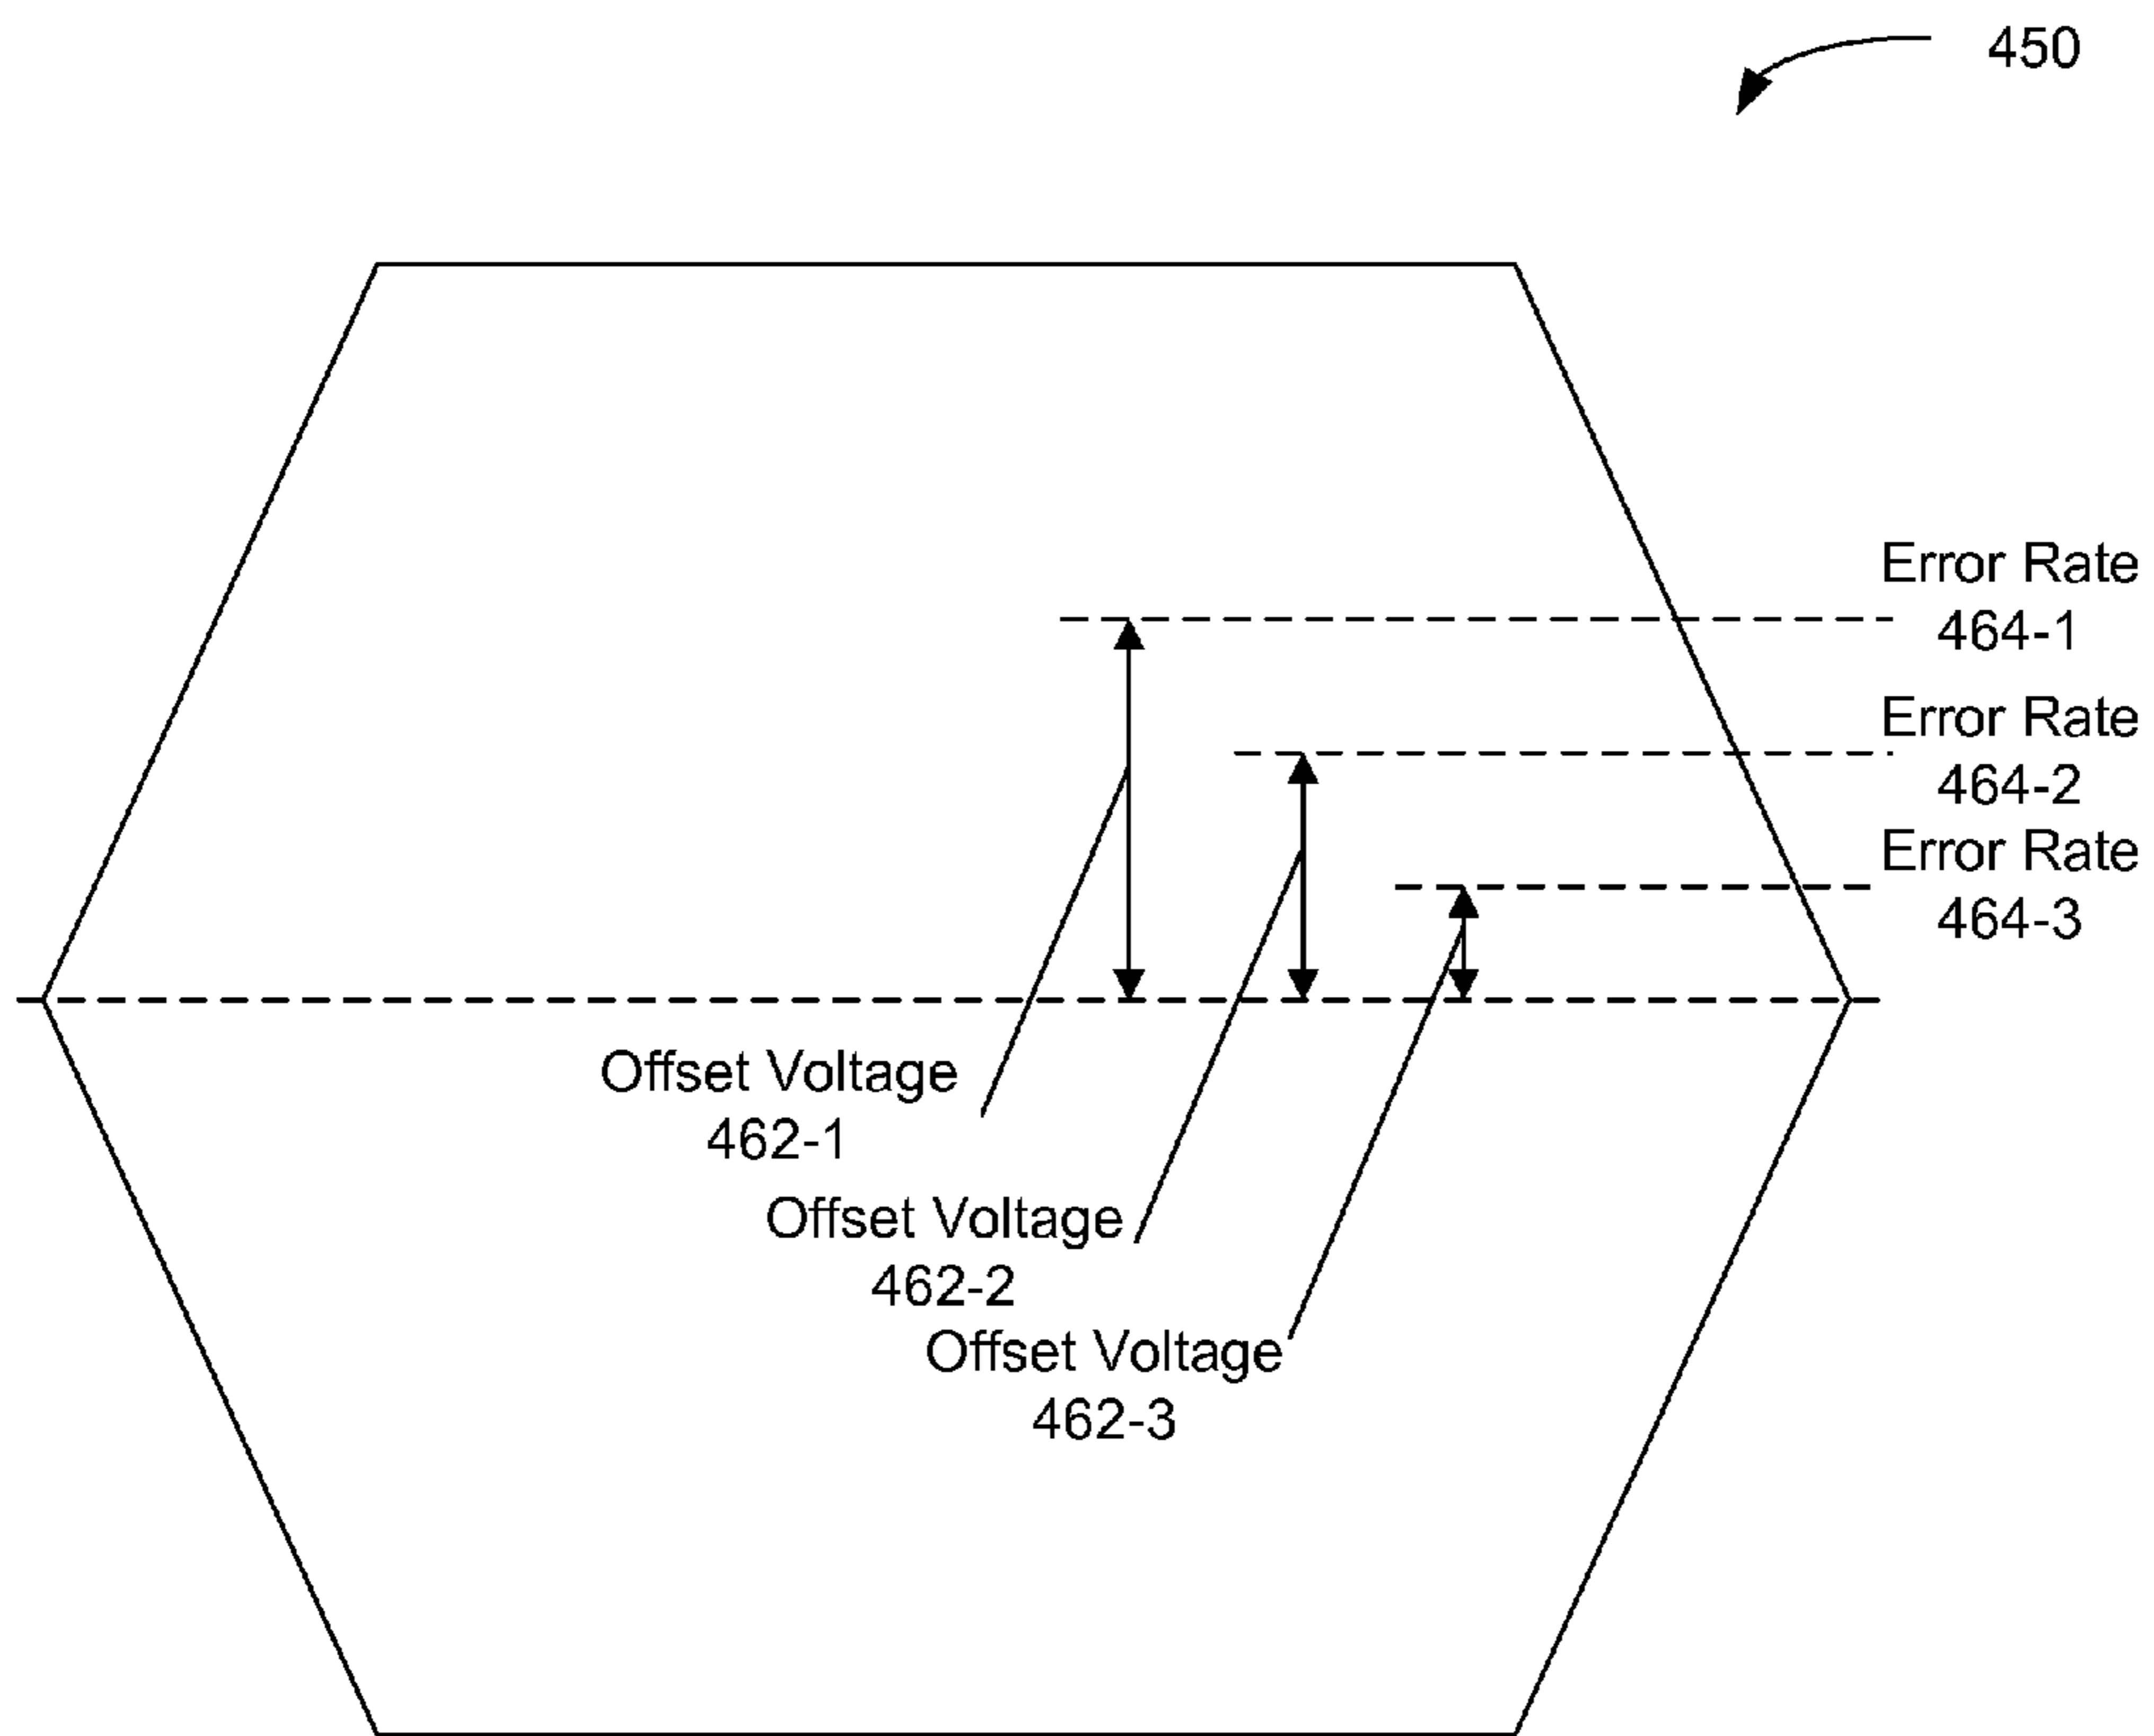 450
Error Rate
464-1
Error Rate
464-2
Error Rate
464-3
Offset Voltage
462-1
Offset Voltage
462-2
Offset Voltage
462-3